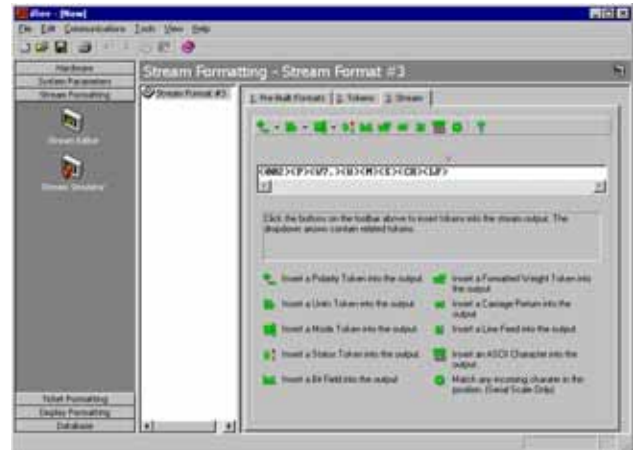 iRev - [New]
File Edit Communications Tools View Help
Hardware
System Parameters
Stream Formatting
Stream Editor
Stream Simulator
Ticket Formatting
Display Formatting
Database
Stream Formatting - Stream Format #3
Stream Format #3
1. Pre-Built Formats
2. Tokens
3. Stream
<002><P><W7.><U><M><S><CR><LF>
Click the buttons on the toolbar above to insert tokens into the stream output. The
dropdown arrows contain related tokens.
Insert a Polarity Token into the output.
Insert a Formatted Weight Token into
the output
Insert a Units Token into the output.
Insert a Carriage Return into the
output
Insert a Mode Token into the output.
Insert a Line Feed into the output.
Insert a Status Token into the output.
Insert an ASCII Character into the
output.
Insert a Bit Field into the output
Match any incoming character in the
position. (Serial Scale Only)